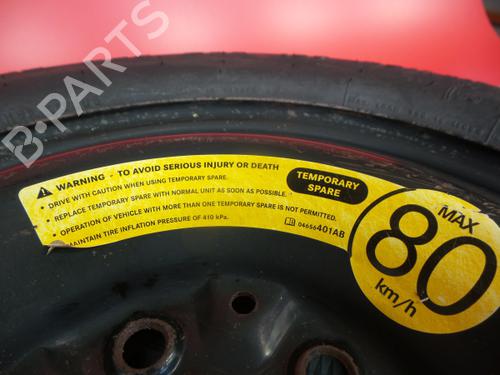 B-PARTS
WARNING - TO AVOID SERIOUS INJURY OR DEATH
• DRIVE WITH CAUTION WHEN USING TEMPORARY SPARE.
• REPLACE TEMPORARY SPARE WITH NORMAL UNIT AS SOON AS POSSIBLE.
• OPERATION OF VEHICLE WITH MORE THAN ONE TEMPORARY SPARE IS NOT PERMITTED.
MAINTAIN TIRE INFLATION PRESSURE OF 410 kPa.
04656401AB
TEMPORARY
SPARE
MAX
80
km/h